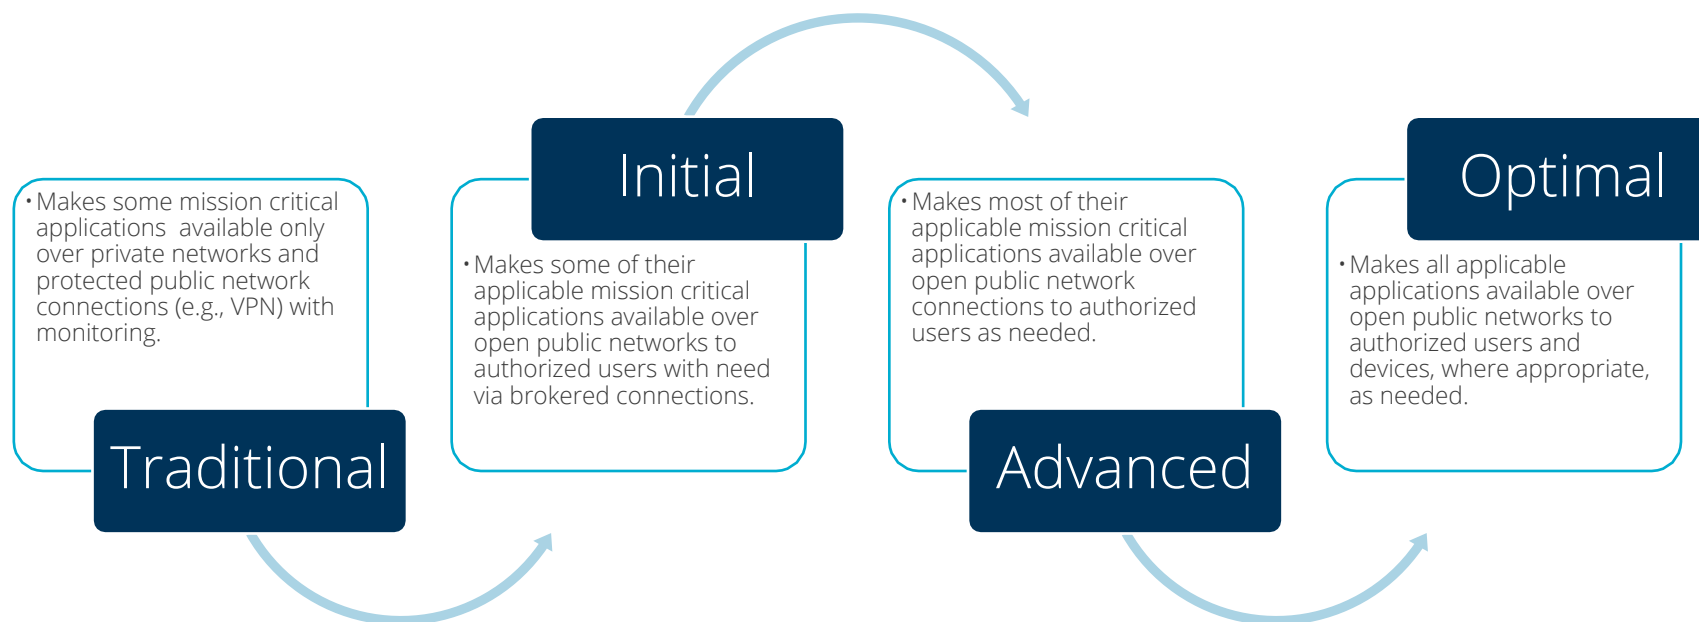 · Makes some mission critical
applications  available only
over private networks and
protected public network
connections (e.g., VPN) with
monitoring.
Traditional
Initial
· Makes some of their
applicable mission critical
applications available over
open public networks to
authorized users with need
via brokered connections.
· Makes most of their
applicable mission critical
applications available over
open public network
connections to authorized
users as needed.
Advanced
Optimal
· Makes all applicable
applications available over
open public networks to
authorized users and
devices, where appropriate,
as needed.